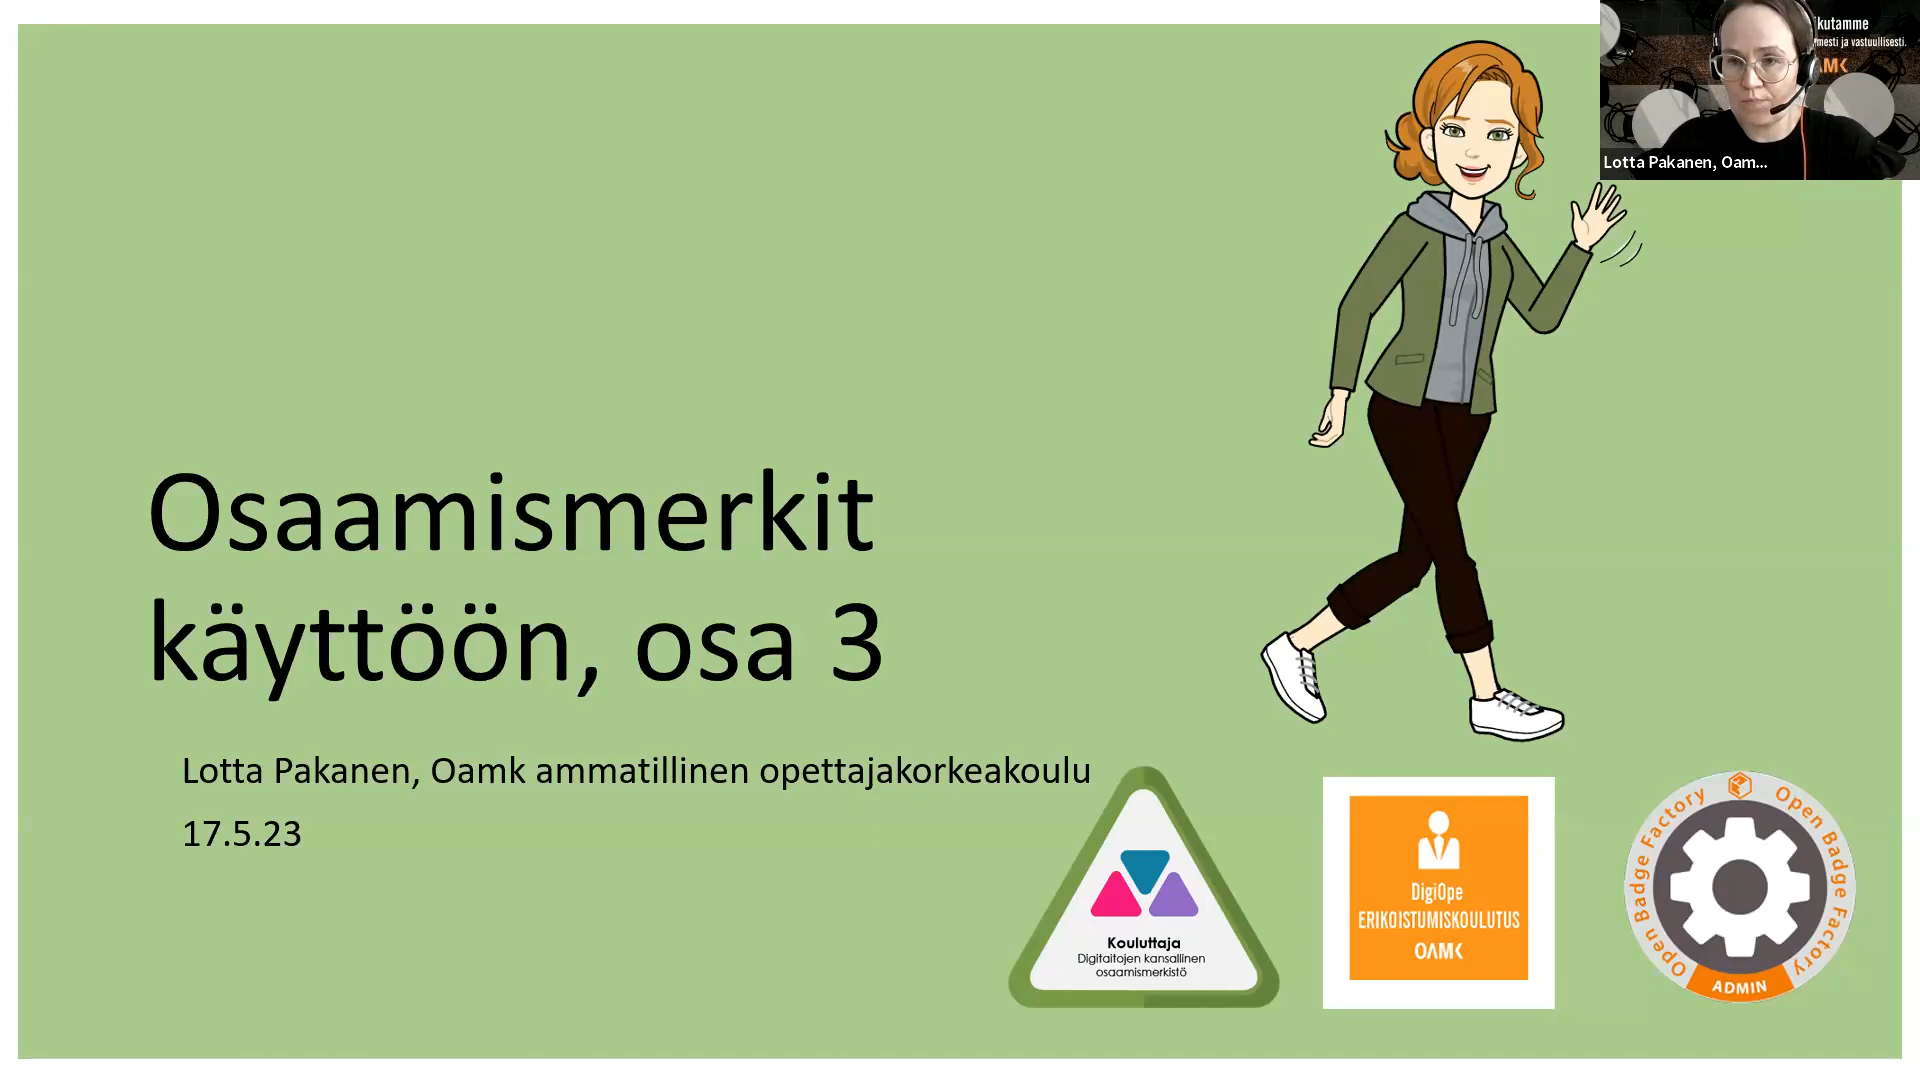 kutamme
mesti ja vastuullisesti.
AMK
Lotta Pakanen, Oam...
Osaamismerkit
käyttöön, osa 3
Lotta Pakanen, Oamk ammatillinen opettajakorkeakoulu
17.5.23
Kouluttaja
Digitaitojen kansallinen
osaamismerkistö
DigiOpe
ERIKOISTUMISKOULUTUS
OAMK
Open Badge Factory
Open Badge Factory
ADMIN